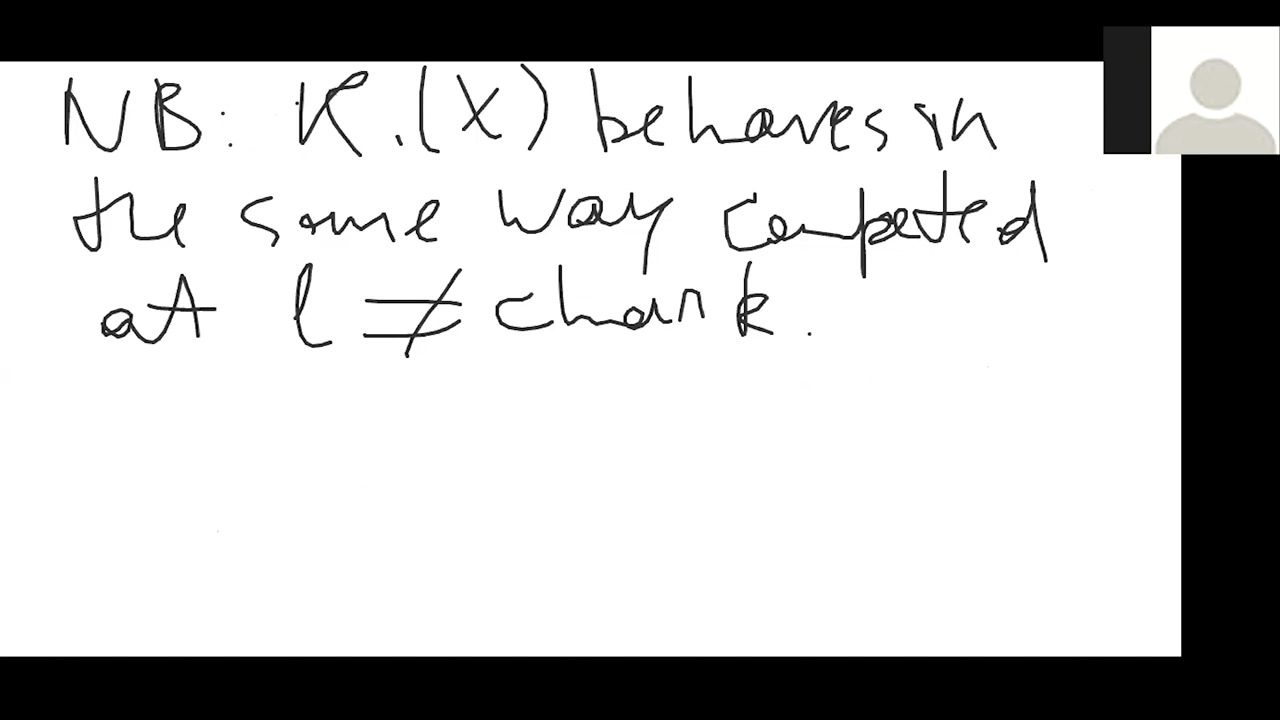 NB: K.(X) behaves in
the same way completed
at l ≠ char k.